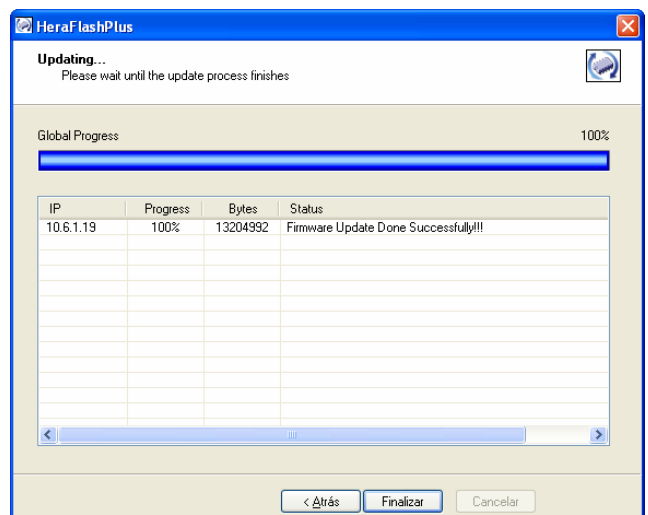 HeraFlashPlus
Updating...
Please wait until the update process finishes
Global Progress 100%
IP Progress Bytes Status
10.6.1.19 100% 13204992 Firmware Update Done Successfully!!!
< Atrás Finalizar Cancelar